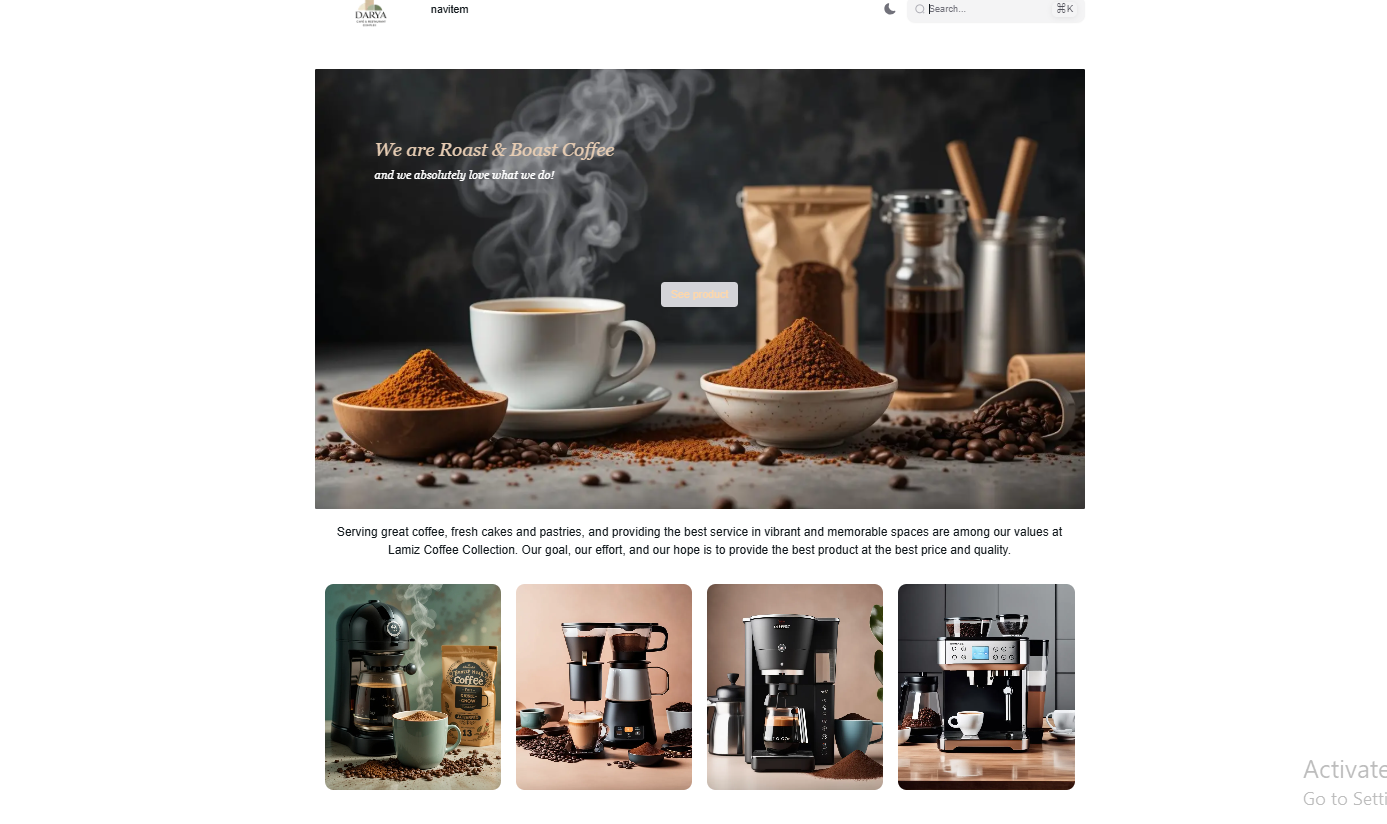 DARYA
navitem
Search...
⌘K
We are Roast & Boast Coffee
and we absolutely love what we do!
See product
Serving great coffee, fresh cakes and pastries, and providing the best service in vibrant and memorable spaces are among our values at
Lamiz Coffee Collection. Our goal, our effort, and our hope is to provide the best product at the best price and quality.
Coffee
13
Activate
Go to Setti